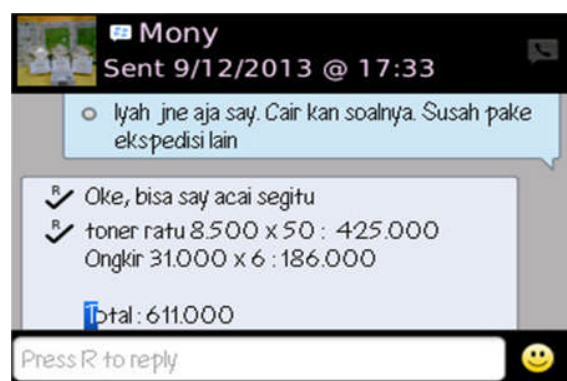 Mony
Sent 9/12/2013 @ 17:33
Iyah jne aja say. Cair kan soalnya. Susah pake
ekspedisi lain
R Oke, bisa say acai segitu
R toner ratu 8.500 x 50 : 425.000
Ongkir 31.000 x 6 : 186.000
Total : 611.000
Press R to reply